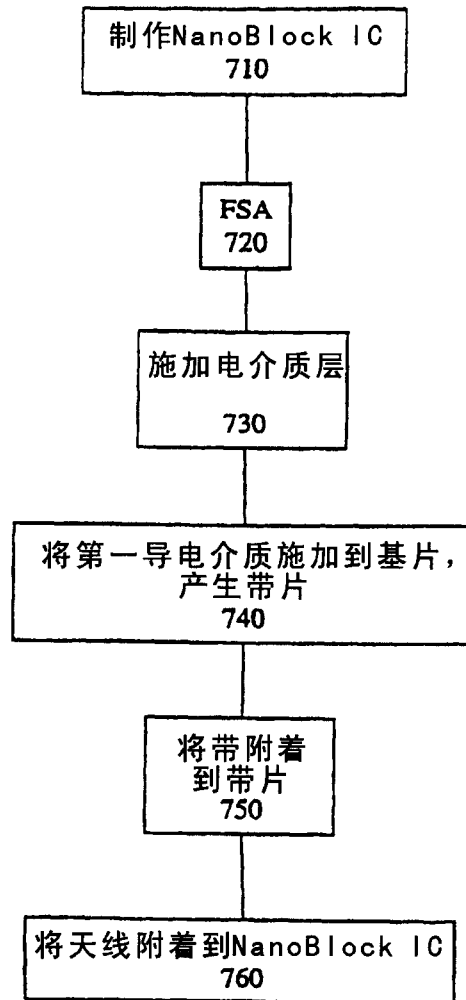 制作NanoBlock IC
710
FSA
720
施加电介质层
730
将第一导电介质施加到基片，
产生带片
740
将带附着
到带片
750
将天线附着到NanoBlock IC
760